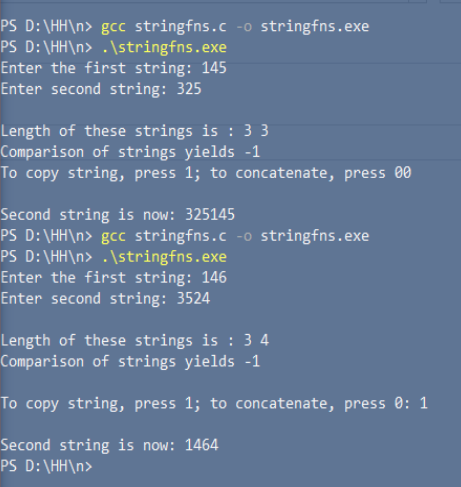 PS D:\HH\n> gcc stringfns.c -o stringfns.exe
PS D:\HH\n> .\stringfns.exe
Enter the first string: 145
Enter second string: 325
Length of these strings is : 3 3
Comparison of strings yields -1
To copy string, press 1; to concatenate, press 00
Second string is now: 325145
PS D:\HH\n> gcc stringfns.c -o stringfns.exe
PS D:\HH\n> .\stringfns.exe
Enter the first string: 146
Enter second string: 3524
Length of these strings is : 3 4
Comparison of strings yields -1
To copy string, press 1; to concatenate, press 0: 1
Second string is now: 1464
PS D:\HH\n>